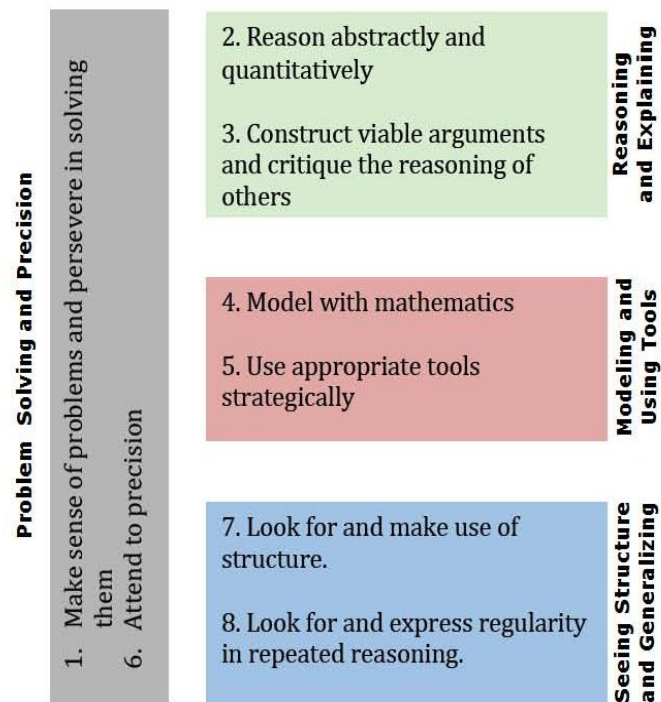 Problem Solving and Precision
1. Make sense of problems and persevere in solving
them
6. Attend to precision
2. Reason abstractly and
quantitatively
3. Construct viable arguments
and critique the reasoning of
others
Reasoning
and Explaining
4. Model with mathematics
5. Use appropriate tools
strategically
Modeling and
Using Tools
7. Look for and make use of
structure.
8. Look for and express regularity
in repeated reasoning.
Seeing Structure
and Generalizing